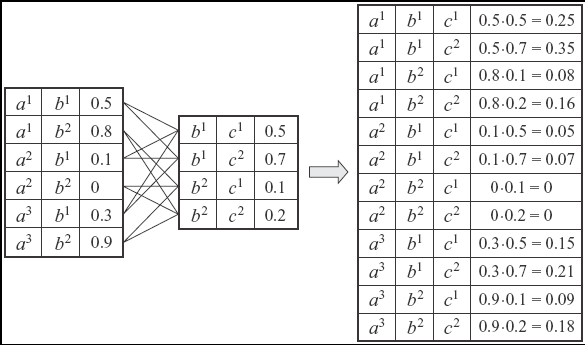 a¹ b¹ 0.5
a¹ b² 0.8
a² b¹ 0.1
a² b² 0
a³ b¹ 0.3
a³ b² 0.9
b¹ c¹ 0.5
b¹ c² 0.7
b² c¹ 0.1
b² c² 0.2
a¹ b¹ c¹ 0.5·0.5 = 0.25
a¹ b¹ c² 0.5·0.7 = 0.35
a¹ b² c¹ 0.8·0.1 = 0.08
a¹ b² c² 0.8·0.2 = 0.16
a² b¹ c¹ 0.1·0.5 = 0.05
a² b¹ c² 0.1·0.7 = 0.07
a² b² c¹ 0·0.1 = 0
a² b² c² 0·0.2 = 0
a³ b¹ c¹ 0.3·0.5 = 0.15
a³ b¹ c² 0.3·0.7 = 0.21
a³ b² c¹ 0.9·0.1 = 0.09
a³ b² c² 0.9·0.2 = 0.18